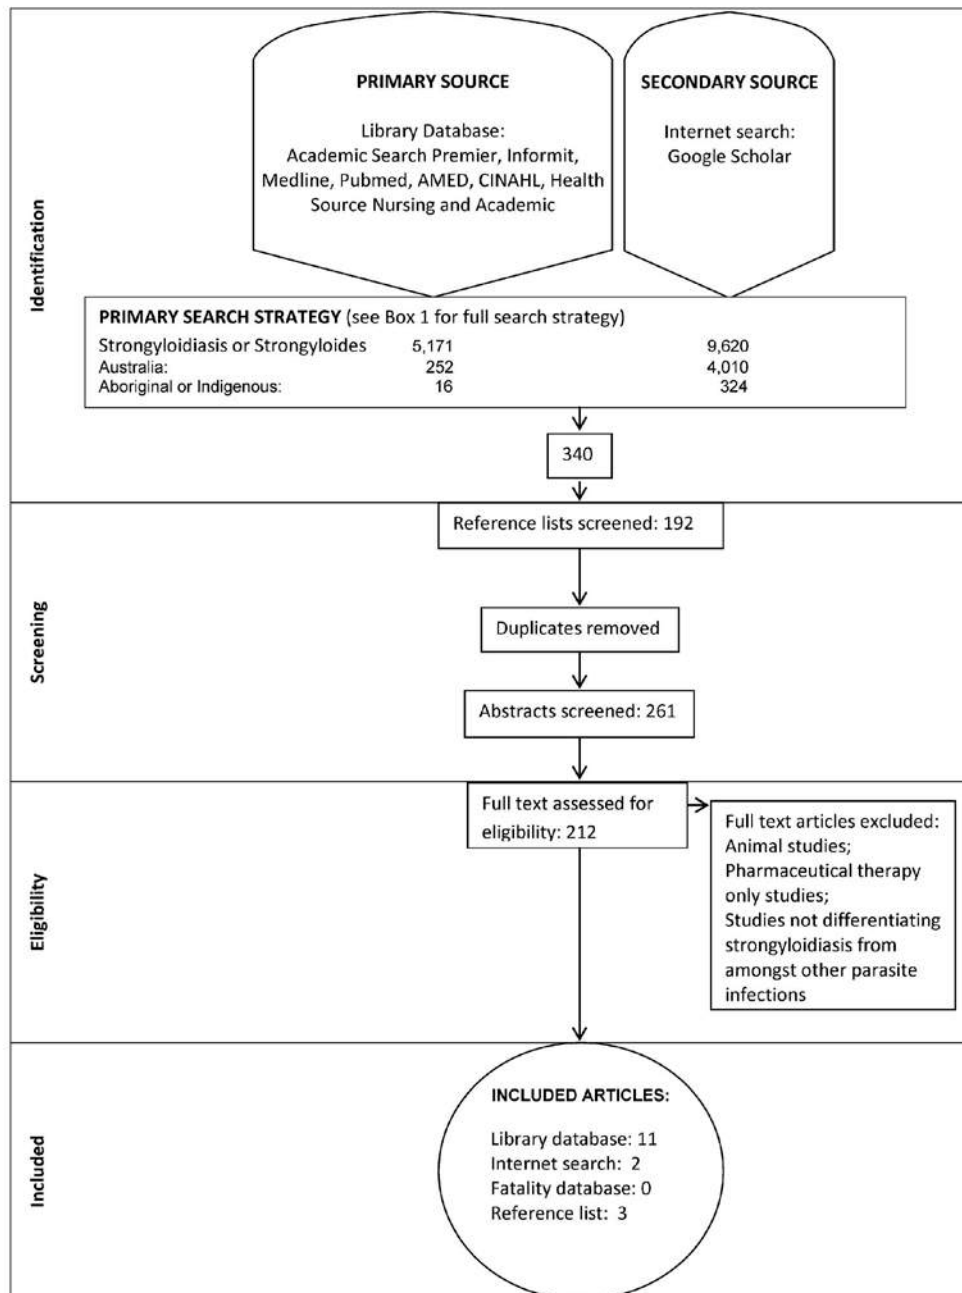 Identification
PRIMARY SOURCE
Library Database:
Academic Search Premier, Informit,
Medline, Pubmed, AMED, CINAHL, Health
Source Nursing and Academic
SECONDARY SOURCE
Internet search:
Google Scholar
PRIMARY SEARCH STRATEGY (see Box 1 for full search strategy)
Strongyloidiasis or Strongyloides 5,171 9,620
Australia: 252 4,010
Aboriginal or Indigenous: 16 324
340
Screening
Reference lists screened: 192
Duplicates removed
Abstracts screened: 261
Eligibility
Full text assessed for
eligibility: 212
Full text articles excluded:
Animal studies;
Pharmaceutical therapy
only studies;
Studies not differentiating
strongyloidiasis from
amongst other parasite
infections
Included
INCLUDED ARTICLES:
Library database: 11
Internet search: 2
Fatality database: 0
Reference list: 3